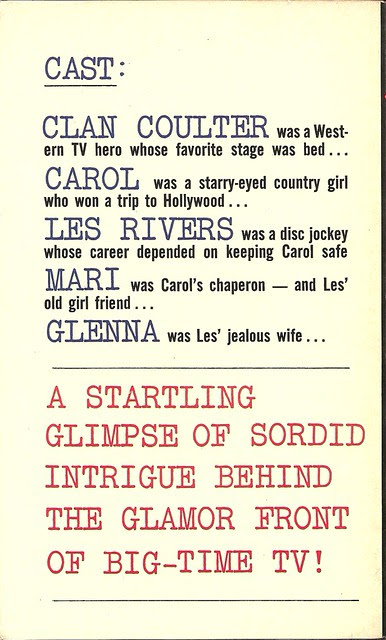 CAST:
CLAN COULTER was a West-
ern TV hero whose favorite stage was bed...
CAROL was a starry-eyed country girl
who won a trip to Hollywood...
LES RIVERS was a disc jockey
whose career depended on keeping Carol safe
MARI was Carol's chaperon — and Les'
old girl friend...
GLENNA was Les' jealous wife...
A STARTLING
GLIMPSE OF SORDID
INTRIGUE BEHIND
THE GLAMOR FRONT
OF BIG-TIME TV!